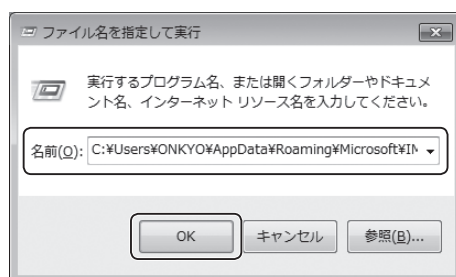 ファイル名を指定して実行
実行するプログラム名、または開くフォルダーやドキュメ
ント名、インターネット リソース名を入力してください。
名前(O): C:¥Users¥ONKYO¥AppData¥Roaming¥Microsoft¥IN
OK キャンセル 参照(B)...